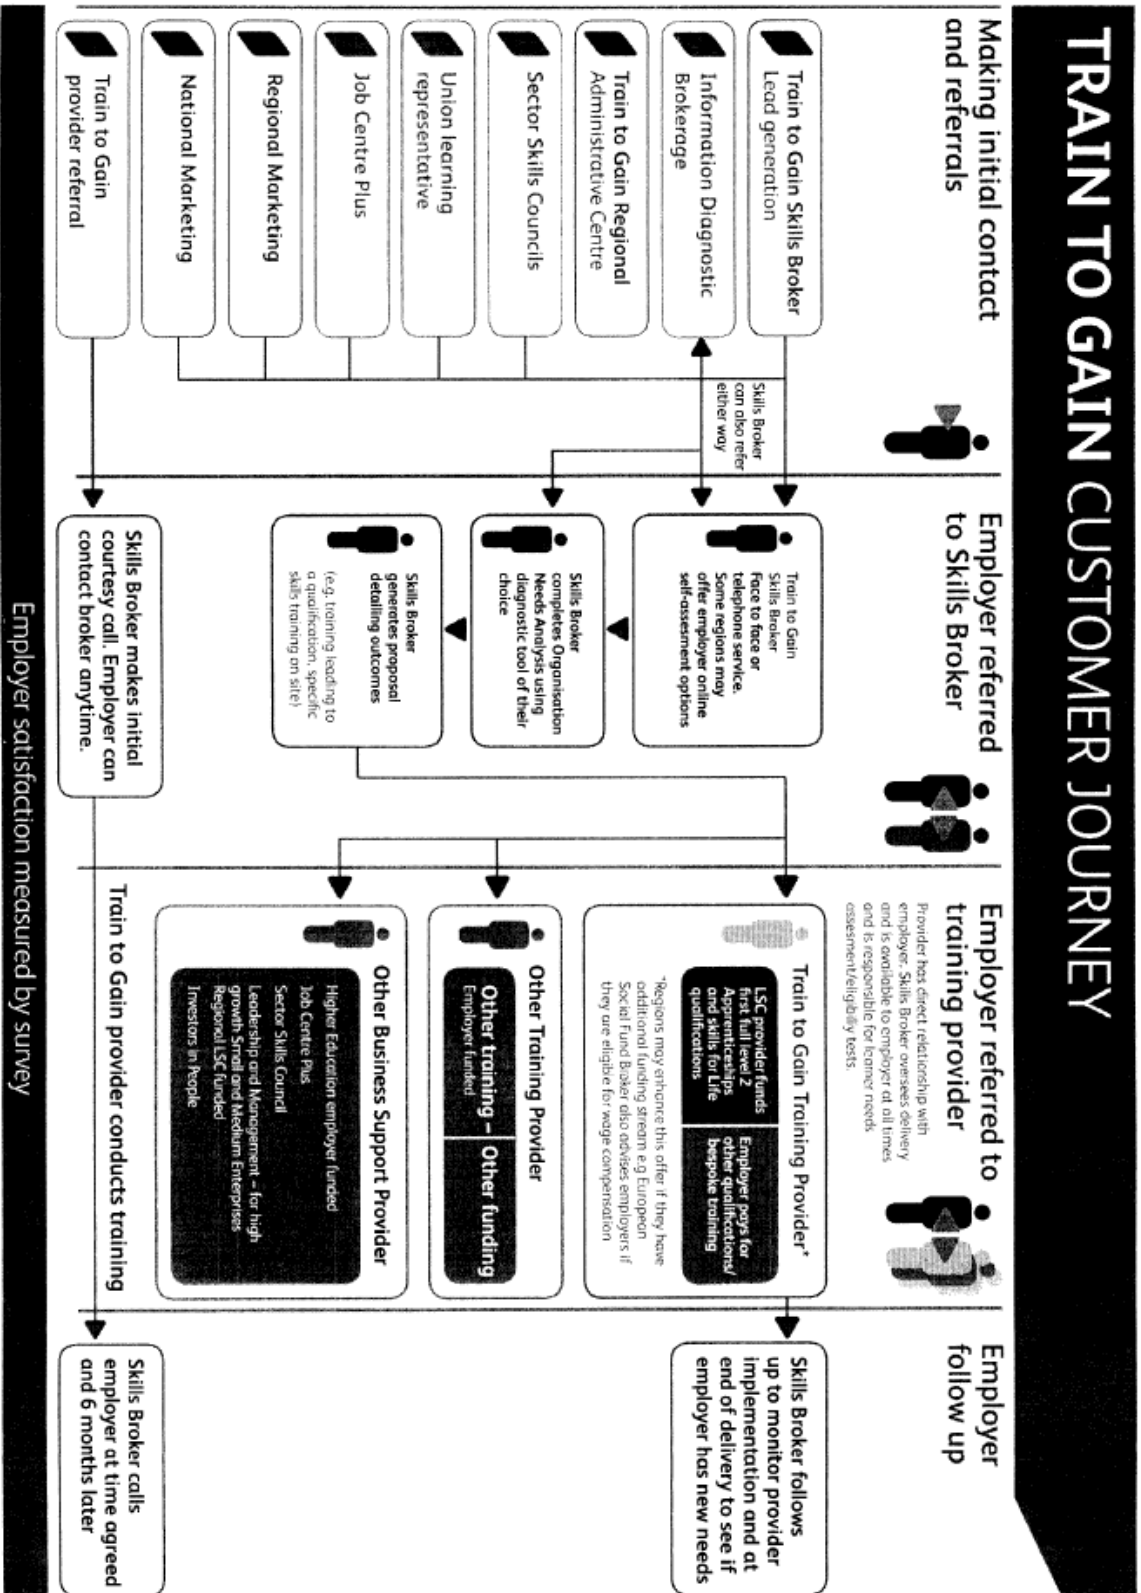 TRAIN TO GAIN CUSTOMER JOURNEY
Making initial contact
and referrals
Train to Gain Skills Broker
Lead generation
Information Diagnostic
Brokerage
Train to Gain Regional
Administrative Centre
Sector Skills Councils
Union learning
representative
Job Centre Plus
Regional Marketing
National Marketing
Train to Gain
provider referral
Skills Broker
can also refer
either way
Employer referred
to Skills Broker
Train to Gain
Skills Broker
Face to face or
telephone service.
Some regions may
offer employer online
self-assesment options
Skills Broker
completes Organisation
Needs Analysis using
diagnostic tool of their
choice
Skills Broker
generates proposal
detailing outcomes
(e.g. training leading to
a qualification, specific
skills training on site)
Skills Broker makes initial
courtesy call. Employer can
contact broker anytime.
Employer referred to
training provider
Provider has direct relationship with
employer. Skills Broker oversees delivery
and is available to employer at all times
and is responsible for learner needs
assesment/eligibility tests.
Train to Gain Training Provider*
LSC provider funds
first full level 2
Apprenticeships
and skills for Life
qualifications
Employer pays for
other qualifications/
bespoke training
*Regions may enhance this offer if they have
additional funding stream e.g European
Social Fund Broker also advises employers if
they are eligible for wage compensation
Other Training Provider
Other training –
Employer funded
Other funding
Other Business Support Provider
Higher Education employer funded
Job Centre Plus
Sector Skills Council
Leadership and Management – for high
growth Small and Medium Enterprises
Regional LSC funded
Investors in People
Train to Gain provider conducts training
Employer
follow up
Skills Broker follows
up to monitor provider
implementation and at
end of delivery to see if
employer has new needs
Skills Broker calls
employer at time agreed
and 6 months later
Employer satisfaction measured by survey